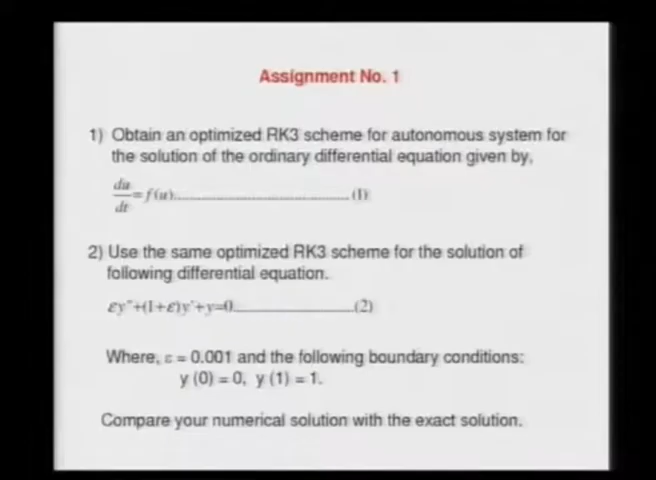 Assignment No. 1
1) Obtain an optimized RK3 scheme for autonomous system for
the solution of the ordinary differential equation given by,
du/dt = f(u)..............................(1)
2) Use the same optimized RK3 scheme for the solution of
following differential equation.
εy''+(1+ε)y'+y=0......................(2)
Where, ε = 0.001 and the following boundary conditions:
y (0) = 0, y (1) = 1.
Compare your numerical solution with the exact solution.